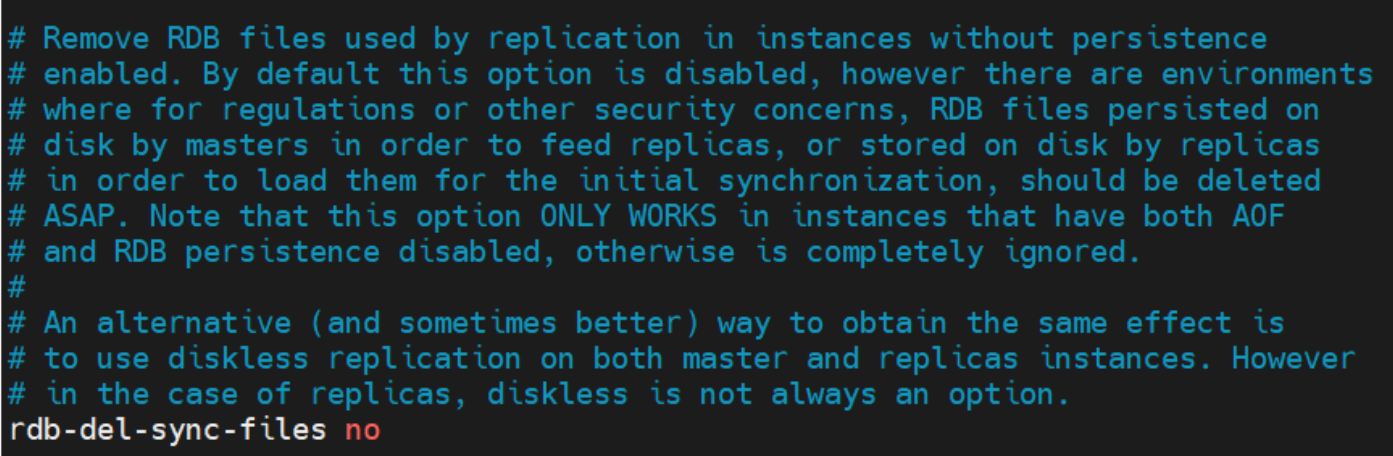 # Remove RDB files used by replication in instances without persistence
# enabled. By default this option is disabled, however there are environments
# where for regulations or other security concerns, RDB files persisted on
# disk by masters in order to feed replicas, or stored on disk by replicas
# in order to load them for the initial synchronization, should be deleted
# ASAP. Note that this option ONLY WORKS in instances that have both AOF
# and RDB persistence disabled, otherwise is completely ignored.
#
# An alternative (and sometimes better) way to obtain the same effect is
# to use diskless replication on both master and replicas instances. However
# in the case of replicas, diskless is not always an option.
rdb-del-sync-files no